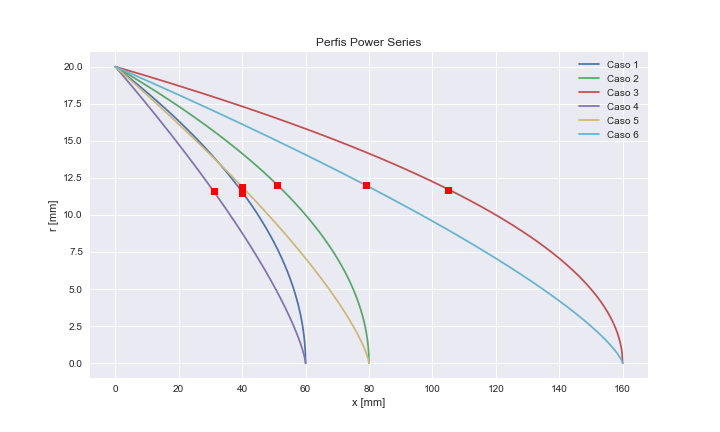 Perfis Power Series
Caso 1
Caso 2
Caso 3
Caso 4
Caso 5
Caso 6
20.0
17.5
15.0
12.5
10.0
7.5
5.0
2.5
0.0
r [mm]
0 20 40 60 80 100 120 140 160
x [mm]